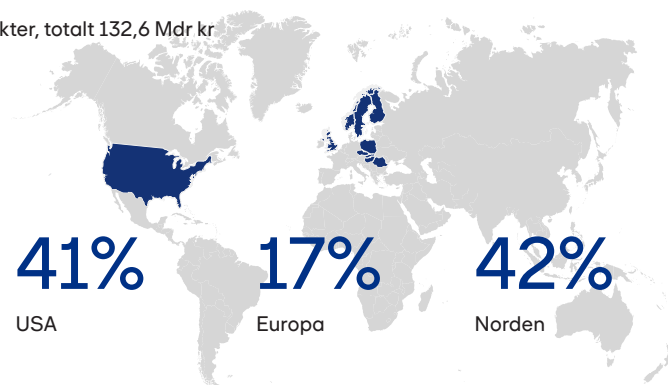 kter, totalt 132,6 Mdr kr
41%
17%
42%
USA
Europa
Norden